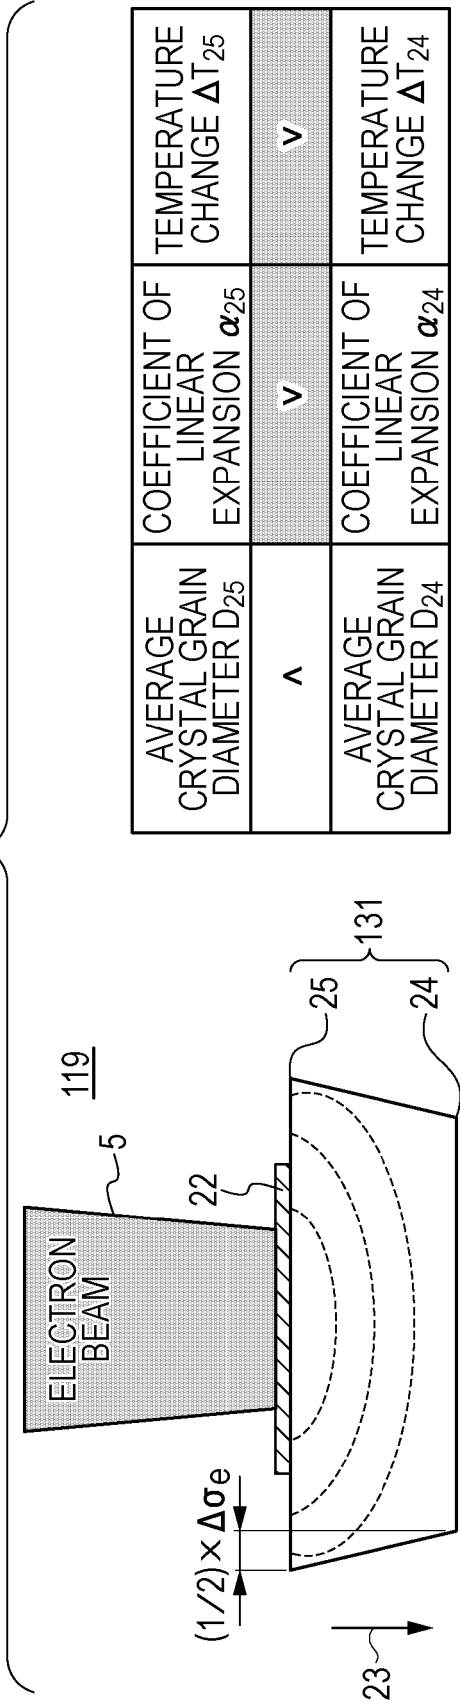 119
ELECTRON
BEAM
5
(1/2)×Δσe
22
25
131
24
23
AVERAGE
CRYSTAL GRAIN
DIAMETER D25
COEFFICIENT OF
LINEAR
EXPANSION α25
TEMPERATURE
CHANGE ΔT25
∧ ∨ ∨
AVERAGE
CRYSTAL GRAIN
DIAMETER D24
COEFFICIENT OF
LINEAR
EXPANSION α24
TEMPERATURE
CHANGE ΔT24